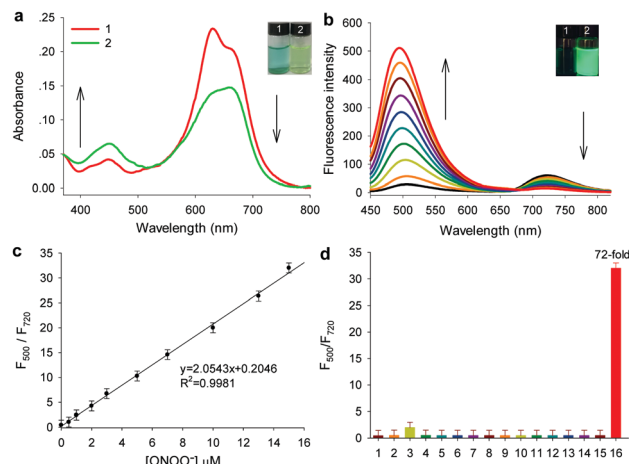 a
.25
.20
.15
.10
.05
0.00
Absorbance
400 500 600 700 800
Wavelength (nm)
1
2
1 2
b
600
500
400
300
200
100
0
Fluorescence intensity
450 500 550 600 650 700 750 800
Wavelength (nm)
1 2
c
35
30
25
20
15
10
5
0
F500 / F720
0 2 4 6 8 10 12 14 16
[ONOO⁻] μM
y=2.0543x+0.2046
R²=0.9981
d
35
30
25
20
15
10
5
0
F500/F720
72-fold
1 2 3 4 5 6 7 8 9 10 11 12 13 14 15 16